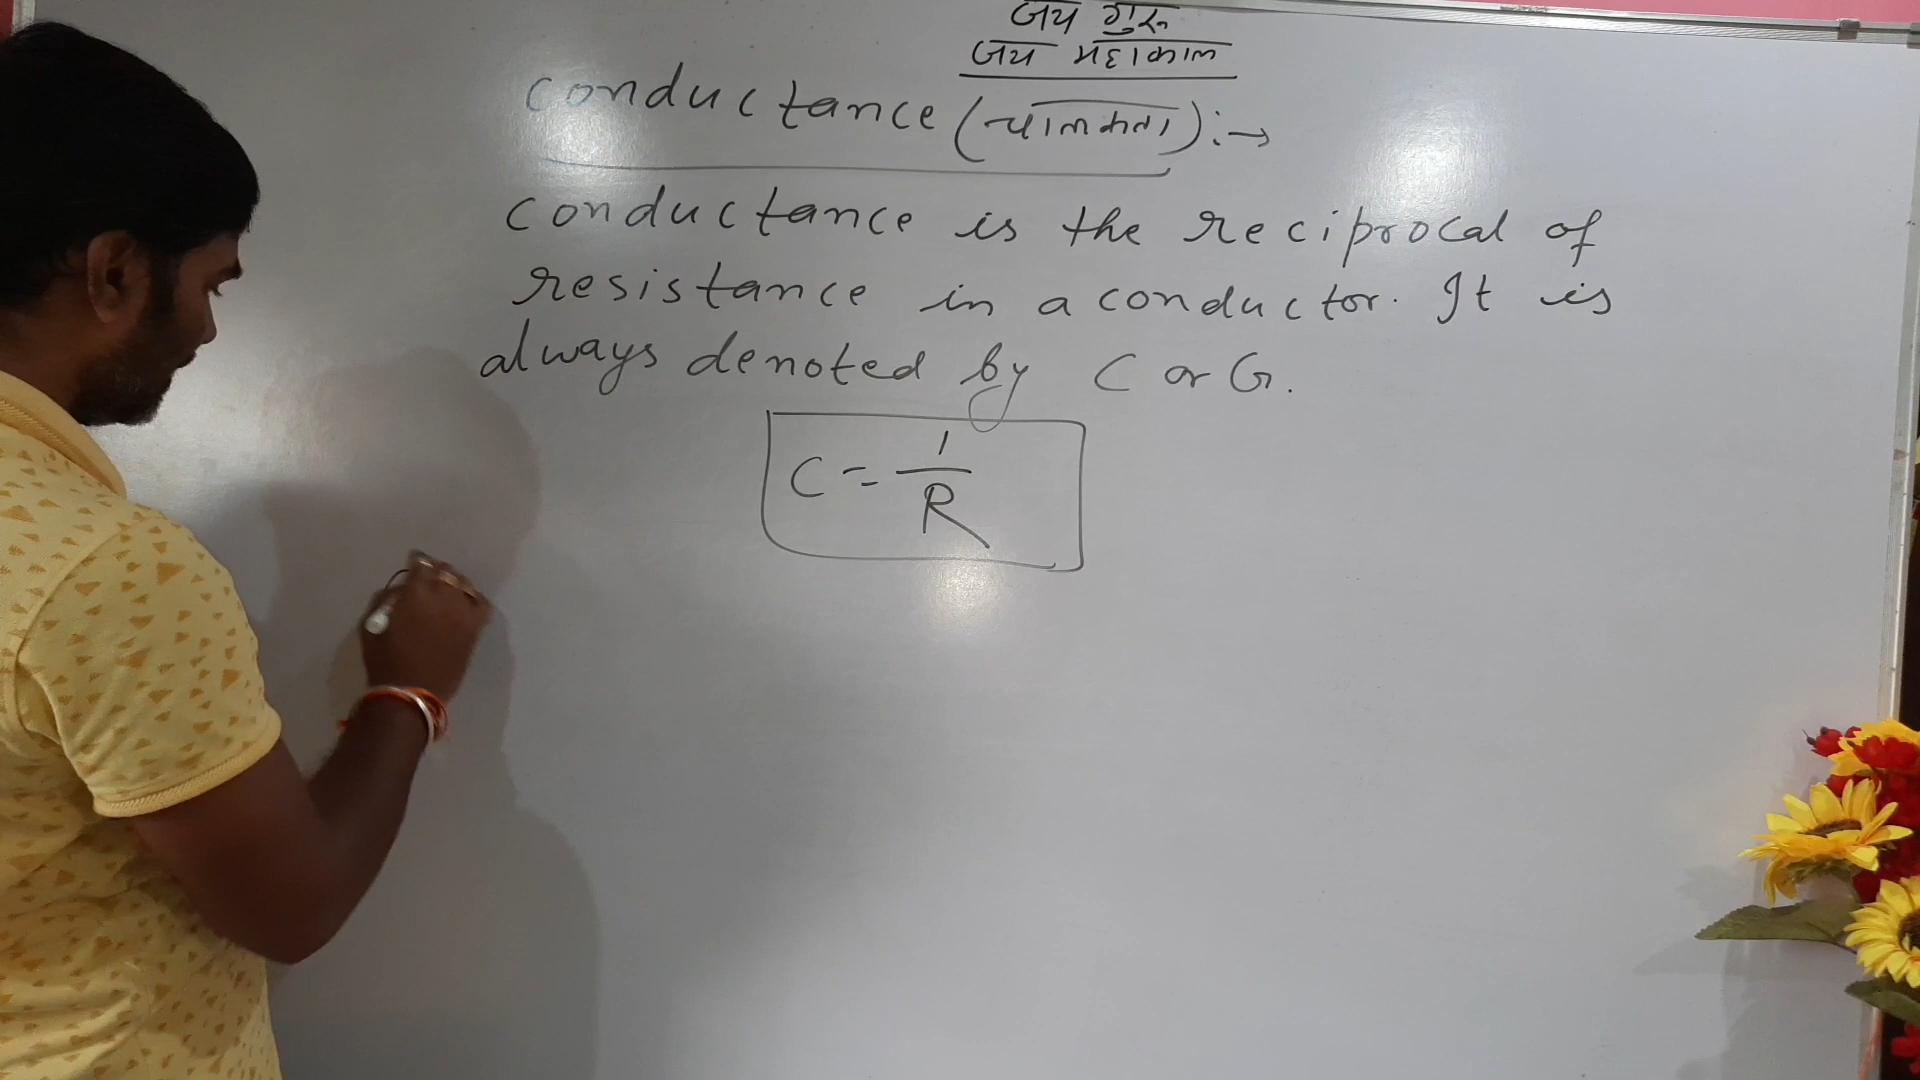 जय गुरू
जय महाकाल
conductance (चालकता):→
conductance is the reciprocal of
resistance in a conductor. It is
always denoted by C or G.
C = 1/R